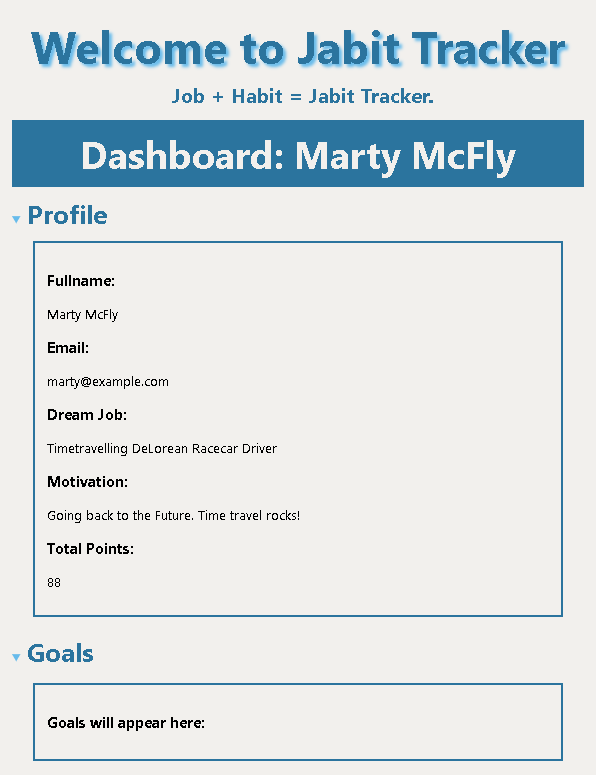 Welcome to Jabit Tracker
Job + Habit = Jabit Tracker.
Dashboard: Marty McFly
Profile
Fullname:
Marty McFly
Email:
marty@example.com
Dream Job:
Timetravelling DeLorean Racecar Driver
Motivation:
Going back to the Future. Time travel rocks!
Total Points:
88
Goals
Goals will appear here: